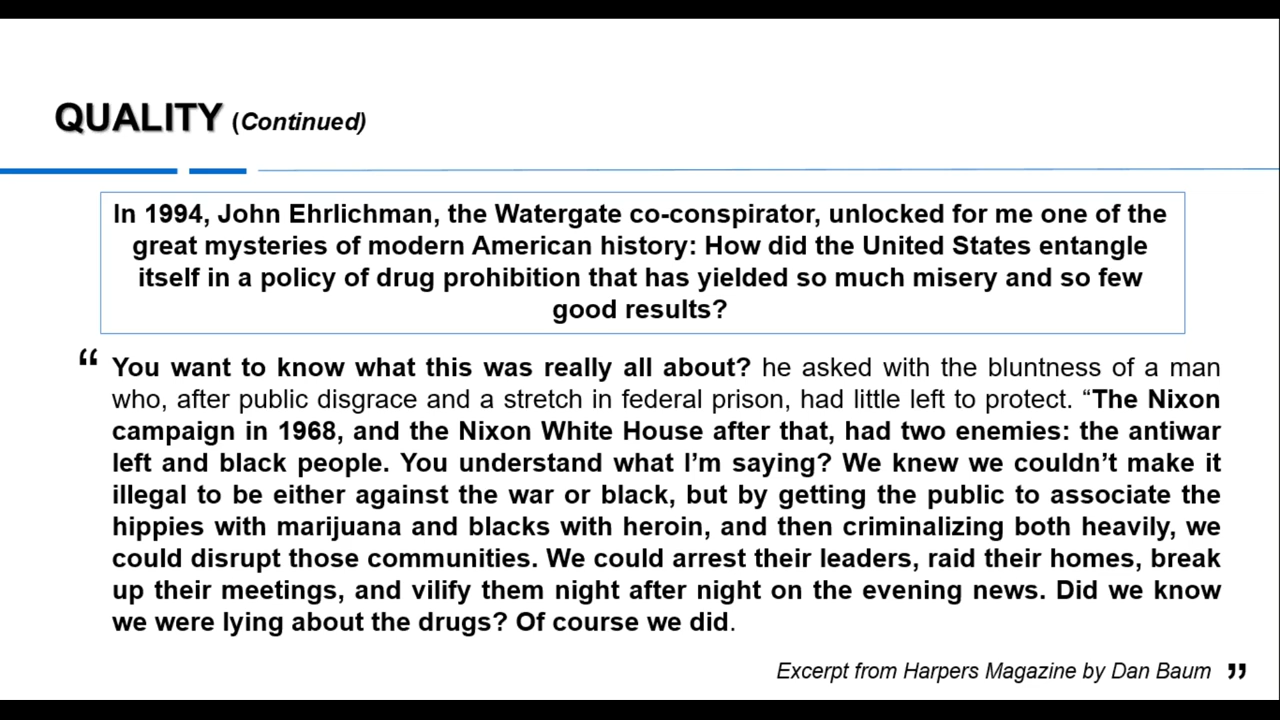 QUALITY (Continued)
In 1994, John Ehrlichman, the Watergate co-conspirator, unlocked for me one of the
great mysteries of modern American history: How did the United States entangle
itself in a policy of drug prohibition that has yielded so much misery and so few
good results?
“ You want to know what this was really all about? he asked with the bluntness of a man
who, after public disgrace and a stretch in federal prison, had little left to protect. “The Nixon
campaign in 1968, and the Nixon White House after that, had two enemies: the antiwar
left and black people. You understand what I’m saying? We knew we couldn’t make it
illegal to be either against the war or black, but by getting the public to associate the
hippies with marijuana and blacks with heroin, and then criminalizing both heavily, we
could disrupt those communities. We could arrest their leaders, raid their homes, break
up their meetings, and vilify them night after night on the evening news. Did we know
we were lying about the drugs? Of course we did.
Excerpt from Harpers Magazine by Dan Baum ”